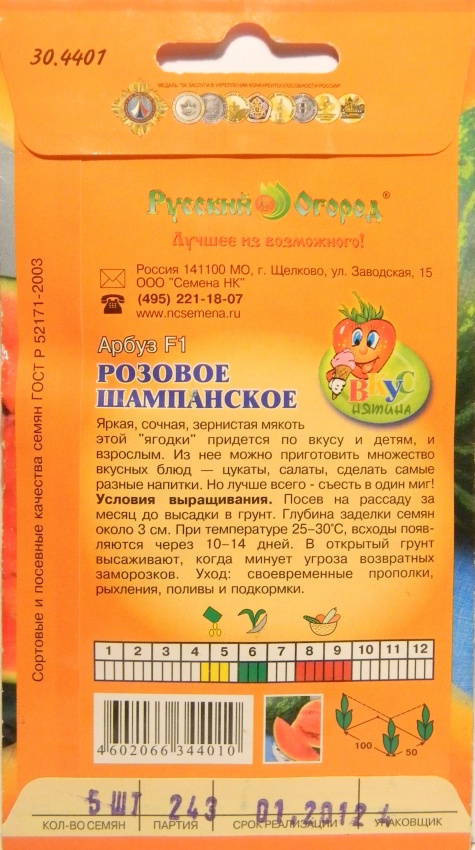 30.4401
МЕДАЛЬ "ЗА ЗАСЛУГИ В УКРЕПЛЕНИИ КОНКУРЕНТОСПОСОБНОСТИ РОССИИ"
Русский Огород®
Лучшее из возможного!
Россия 141100 МО, г. Щелково, ул. Заводская, 15
ООО "Семена НК"
(495) 221-18-07
www.ncsemena.ru
Арбуз F1
РОЗОВОЕ
ШАМПАНСКОЕ
ВКУС
НЯТИНА
Яркая, сочная, зернистая мякоть
этой "ягодки" придется по вкусу и детям, и
взрослым. Из нее можно приготовить множество
вкусных блюд — цукаты, салаты, сделать самые
разные напитки. Но лучше всего - съесть в один миг!
Условия выращивания. Посев на рассаду за
месяц до высадки в грунт. Глубина заделки семян
около 3 см. При температуре 25–30°С, всходы появ-
ляются через 10–14 дней. В открытый грунт
высаживают, когда минует угроза возвратных
заморозков. Уход: своевременные прополки,
рыхления, поливы и подкормки.
Сортовые и посевные качества семян ГОСТ Р 52171-2003
1 2 3 4 5 6 7 8 9 10 11 12
4 602066 344010
100 50
5 ШТ 243 01.2012 г
КОЛ-ВО СЕМЯН ПАРТИЯ СРОК РЕАЛИЗАЦИИ УПАКОВЩИК